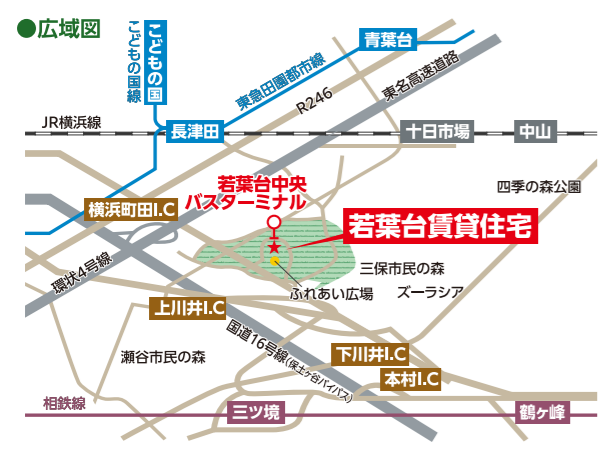 ●広域図
こどもの国
こどもの国線
青葉台
東急田園都市線
R246
東名高速道路
JR横浜線
長津田
十日市場
中山
若葉台中央
バスターミナル
四季の森公園
横浜町田I.C
若葉台賃貸住宅
環状4号線
三保市民の森
ふれあい広場
ズーラシア
上川井I.C
国道16号線(保土ヶ谷バイパス)
瀬谷市民の森
下川井I.C
本村I.C
相鉄線
三ツ境
鶴ヶ峰